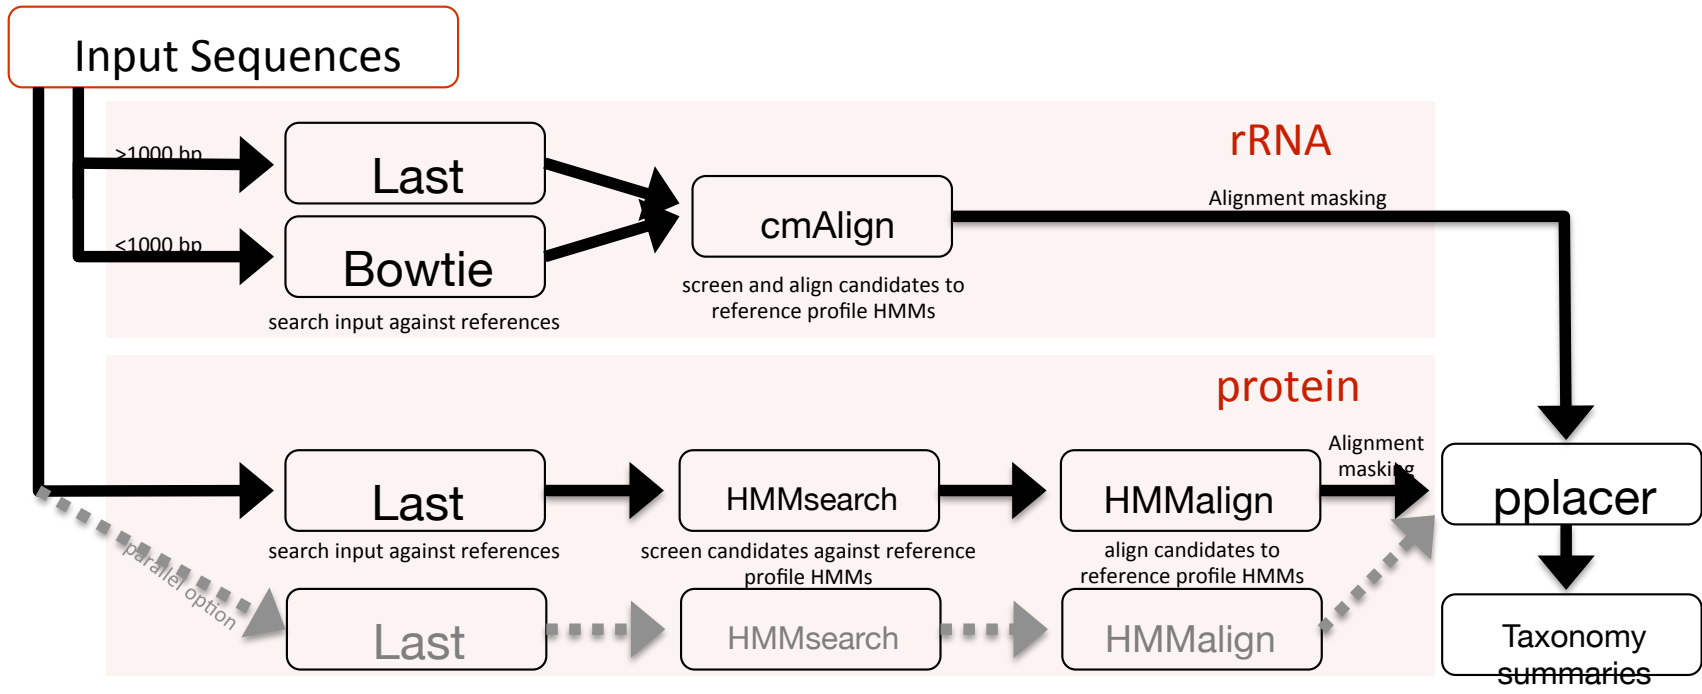 Input Sequences
rRNA
>1000 bp
Last
Alignment masking
cmAlign
<1000 bp
Bowtie
screen and align candidates to
reference profile HMMs
search input against references
protein
Alignment
masking
Last
HMMsearch
HMMalign
pplacer
search input against references
screen candidates against reference
profile HMMs
align candidates to
reference profile HMMs
parallel option
Last
HMMsearch
HMMalign
Taxonomy
summaries